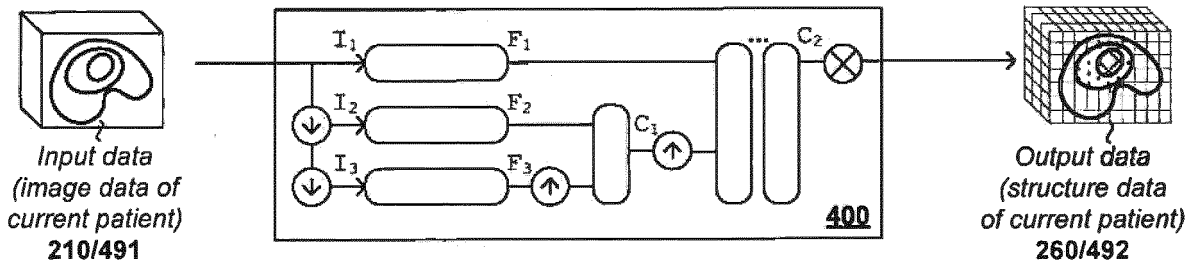 I₁ F₁ ... C₂
I₂ F₂ C₁
I₃ F₃
Input data
(image data of
current patient)
210/491
400
Output data
(structure data
of current patient)
260/492